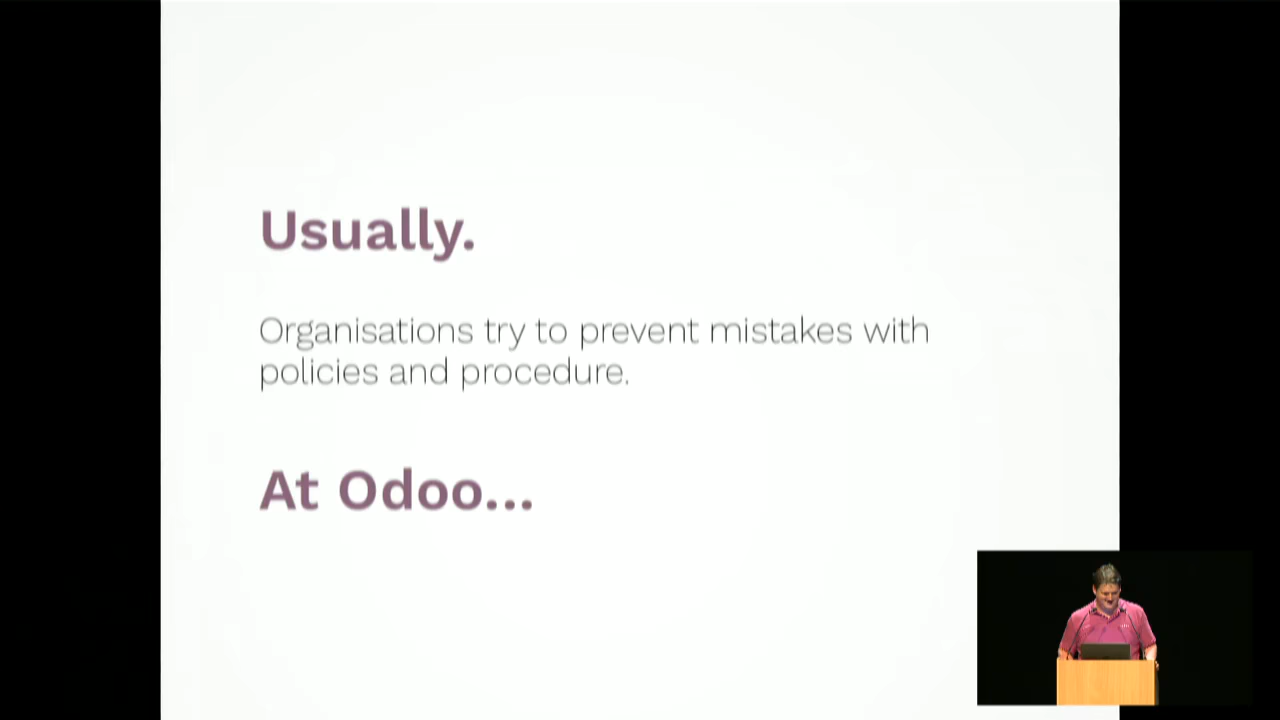 Usually.
Organisations try to prevent mistakes with
policies and procedure.
At Odoo...